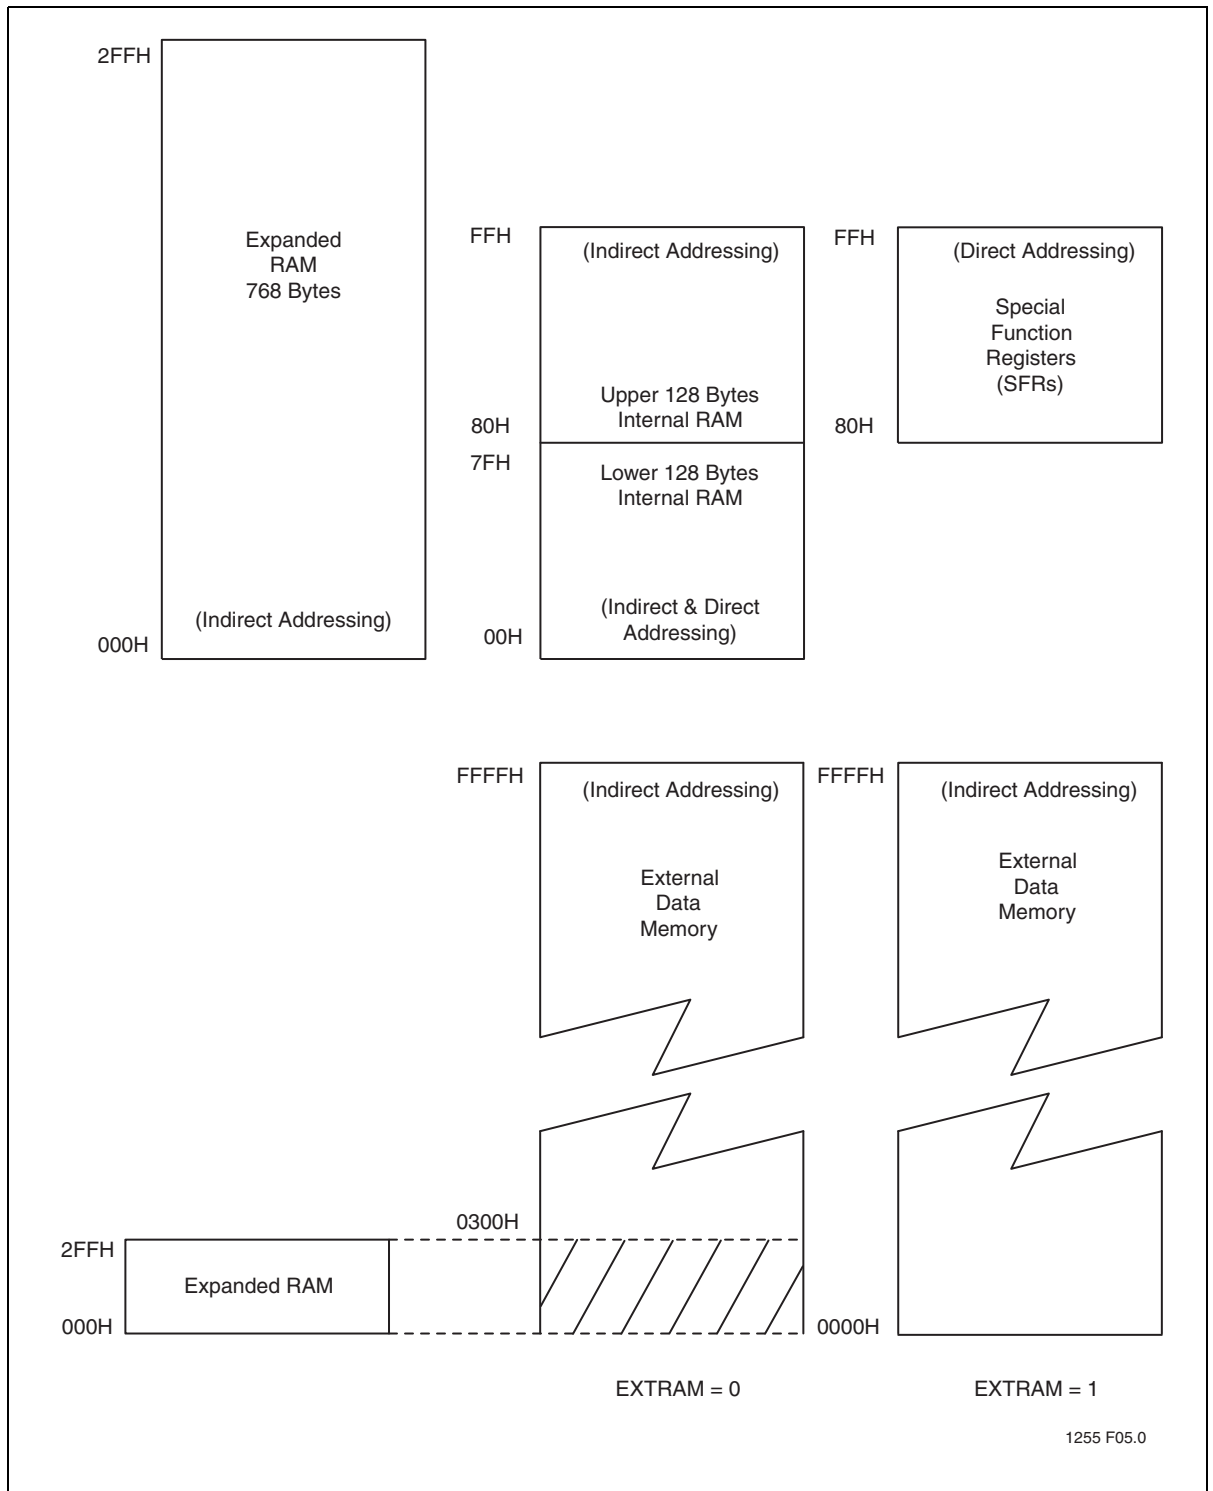 2FFH
Expanded
RAM
768 Bytes
(Indirect Addressing)
000H
FFH
(Indirect Addressing)
Upper 128 Bytes
Internal RAM
80H
7FH
Lower 128 Bytes
Internal RAM
(Indirect & Direct
Addressing)
00H
FFH
(Direct Addressing)
Special
Function
Registers
(SFRs)
80H
FFFFH
(Indirect Addressing)
External
Data
Memory
FFFFH
(Indirect Addressing)
External
Data
Memory
0300H
2FFH
Expanded RAM
000H
0000H
EXTRAM = 0
EXTRAM = 1
1255 F05.0